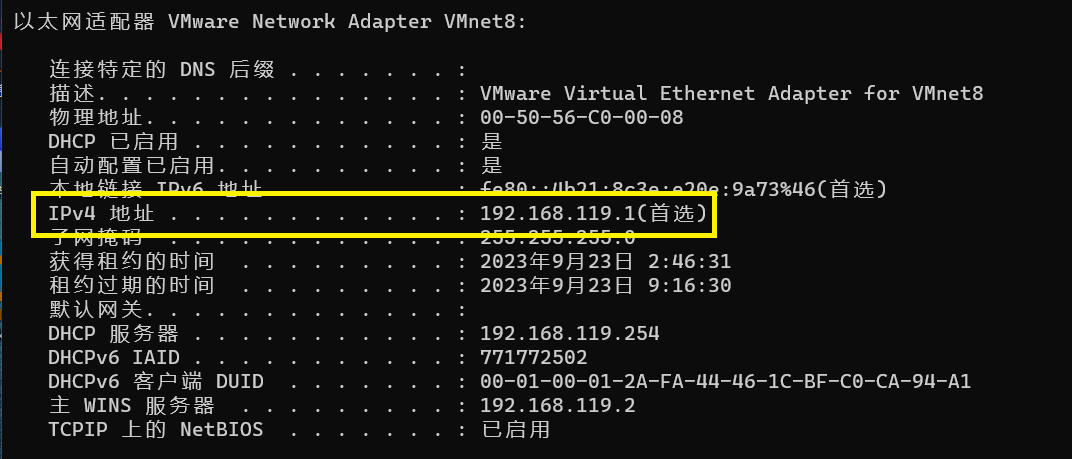 以太网适配器 VMware Network Adapter VMnet8:
连接特定的 DNS 后缀 . . . . . . . :
描述. . . . . . . . . . . . . . . : VMware Virtual Ethernet Adapter for VMnet8
物理地址. . . . . . . . . . . . . : 00-50-56-C0-00-08
DHCP 已启用 . . . . . . . . . . . : 是
自动配置已启用. . . . . . . . . . : 是
本地链接 IPv6 地址. . . . . . . . : fe80::4b21:8c3e:e20e:9a73%46(首选)
IPv4 地址 . . . . . . . . . . . . : 192.168.119.1(首选)
子网掩码 . . . . . . . . . . . . : 255.255.255.0
获得租约的时间 . . . . . . . . . : 2023年9月23日 2:46:31
租约过期的时间 . . . . . . . . . : 2023年9月23日 9:16:30
默认网关. . . . . . . . . . . . . :
DHCP 服务器 . . . . . . . . . . . : 192.168.119.254
DHCPv6 IAID . . . . . . . . . . . : 771772502
DHCPv6 客户端 DUID . . . . . . . : 00-01-00-01-2A-FA-44-46-1C-BF-C0-CA-94-A1
主 WINS 服务器 . . . . . . . . . : 192.168.119.2
TCPIP 上的 NetBIOS . . . . . . . : 已启用